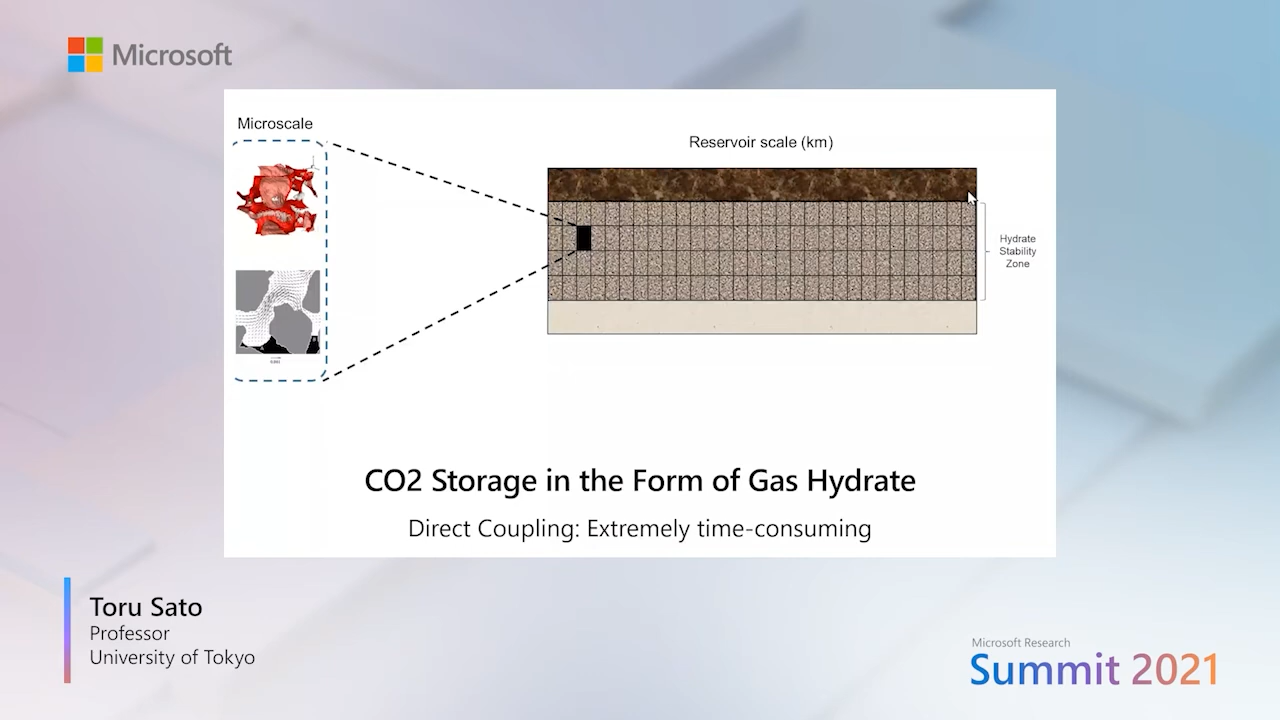 Microsoft
Microscale
Reservoir scale (km)
Hydrate
Stability
Zone
CO2 Storage in the Form of Gas Hydrate
Direct Coupling: Extremely time-consuming
Toru Sato
Professor
University of Tokyo
Microsoft Research
Summit 2021